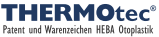 THERMOtec®
Patent und Warenzeichen HEBA Otoplastik